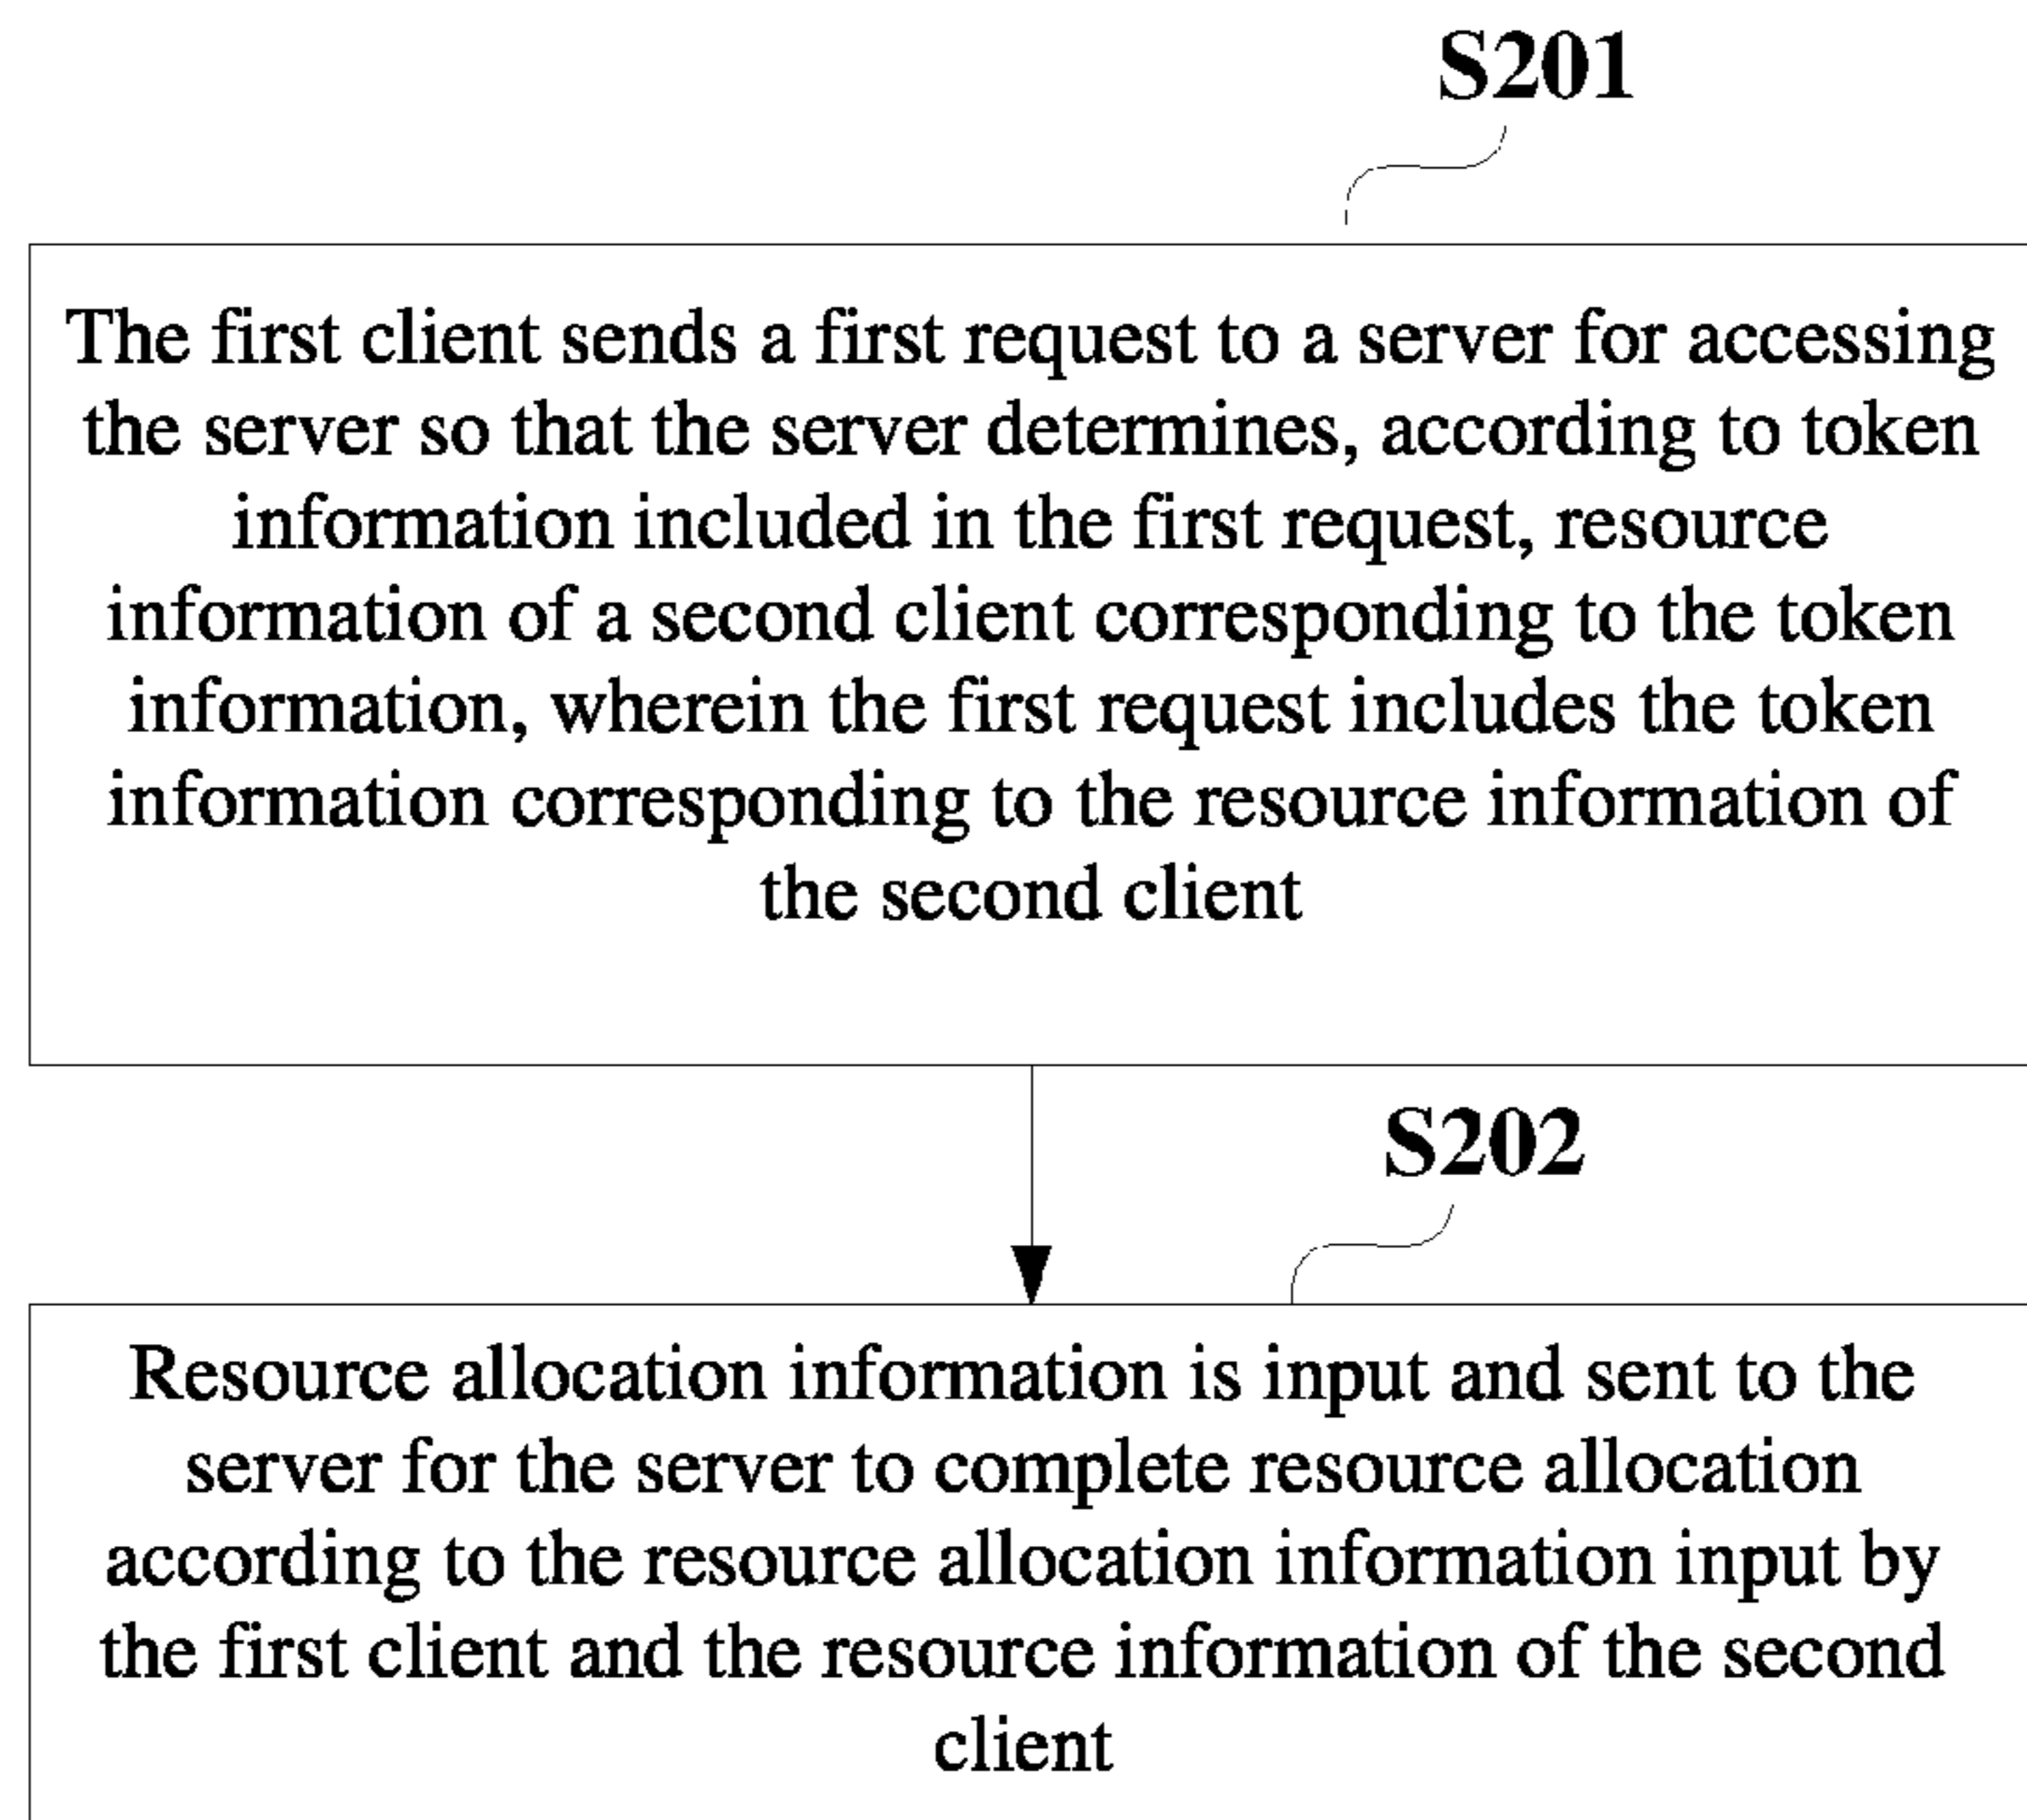 S201
The first client sends a first request to a server for accessing
the server so that the server determines, according to token
information included in the first request, resource
information of a second client corresponding to the token
information, wherein the first request includes the token
information corresponding to the resource information of
the second client
S202
Resource allocation information is input and sent to the
server for the server to complete resource allocation
according to the resource allocation information input by
the first client and the resource information of the second
client